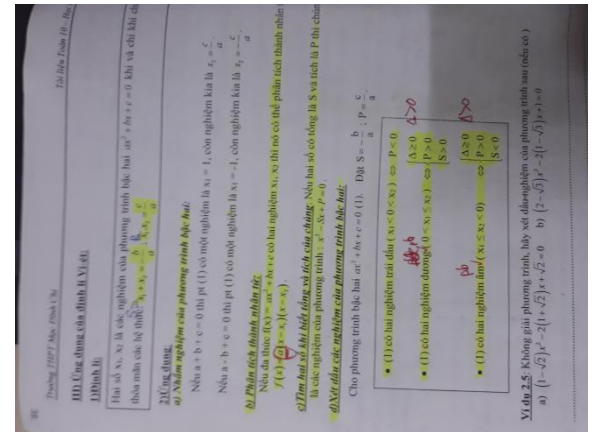 Trường THPT Mạc Đĩnh Chi Tài liệu Toán 10 – Học
III) Ứng dụng của định lí Vi ét:
1)Định lí:
Hai số x₁, x₂ là các nghiệm của phương trình bậc hai ax² + bx + c = 0 khi và chỉ khi ch
thỏa mãn các hệ thức x₁ + x₂ = -b/a ; x₁.x₂ = c/a
2)Ứng dụng:
a) Nhẩm nghiệm của phương trình bậc hai:
Nếu a + b + c = 0 thì pt (1) có một nghiệm là x₁ = 1, còn nghiệm kia là x₂ = c/a.
Nếu a - b + c = 0 thì pt (1) có một nghiệm là x₁ = -1, còn nghiệm kia là x₂ = -c/a.
b) Phân tích thành nhân tử:
Nếu đa thức f(x) = ax² + bx + c có hai nghiệm x₁, x₂ thì nó có thể phân tích thành nhân
f(x) = a(x - x₁)(x - x₂).
c)Tìm hai số khi biết tổng và tích của chúng: Nếu hai số có tổng là S và tích là P thì chún
là các nghiệm của phương trình : x² - Sx + P = 0.
d)Xét dấu các nghiệm của phương trình bậc hai:
Cho phương trình bậc hai ax² + bx + c = 0 (1). Đặt S = -b/a ; P = c/a.
• (1) có hai nghiệm trái dấu ( x₁ < 0 < x₂ ) ⇔ P < 0
pb
• (1) có hai nghiệm dương( 0 < x₁ ≤ x₂ ) ⇔ { Δ ≥ 0 P > 0 S > 0 Δ > 0
pb
• (1) có hai nghiệm âm ( x₁ ≤ x₂ < 0) ⇔ { Δ ≥ 0 P > 0 S < 0 Δ > 0
Ví dụ 2.5: Không giải phương trình, hãy xét dấu nghiệm của phương trình sau (nếu có )
a) (1-√2)x² - 2(1+√2)x + √2 = 0 b) (2-√3)x² - 2(1-√3)x + 1 = 0